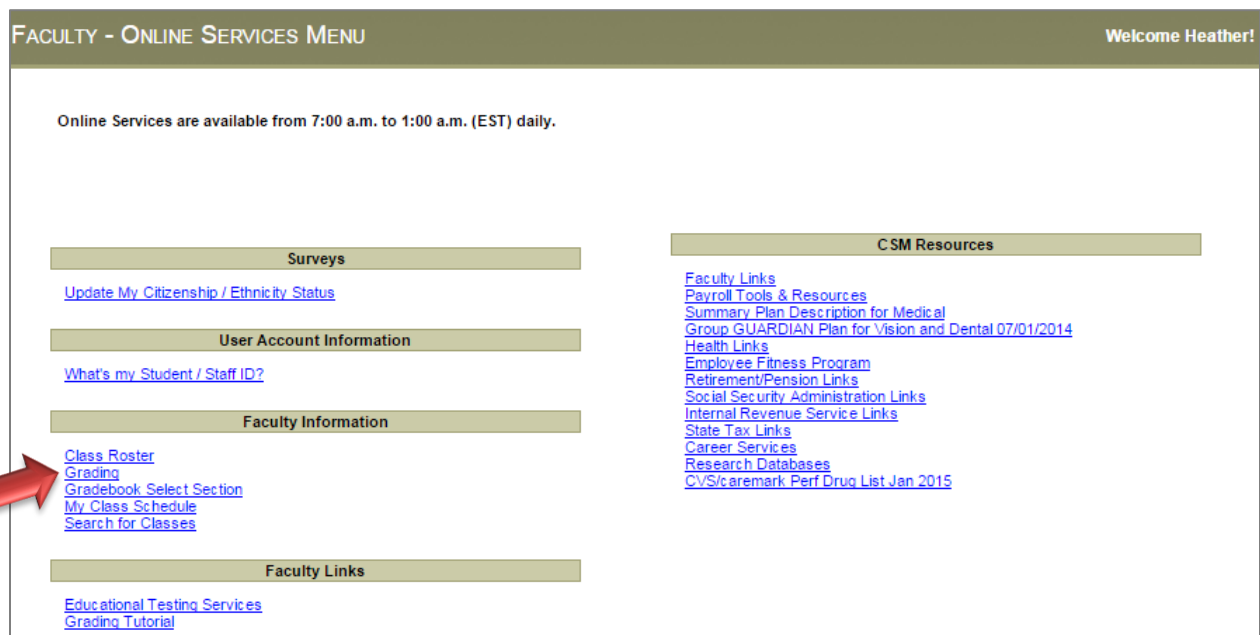 FACULTY - ONLINE SERVICES MENU
Welcome Heather!
Online Services are available from 7:00 a.m. to 1:00 a.m. (EST) daily.
Surveys
Update My Citizenship / Ethnicity Status
User Account Information
What's my Student / Staff ID?
Faculty Information
Class Roster
Grading
Gradebook Select Section
My Class Schedule
Search for Classes
Faculty Links
Educational Testing Services
Grading Tutorial
CSM Resources
Faculty Links
Payroll Tools & Resources
Summary Plan Description for Medical
Group GUARDIAN Plan for Vision and Dental 07/01/2014
Health Links
Employee Fitness Program
Retirement/Pension Links
Social Security Administration Links
Internal Revenue Service Links
State Tax Links
Career Services
Research Databases
CVS/caremark Perf Drug List Jan 2015